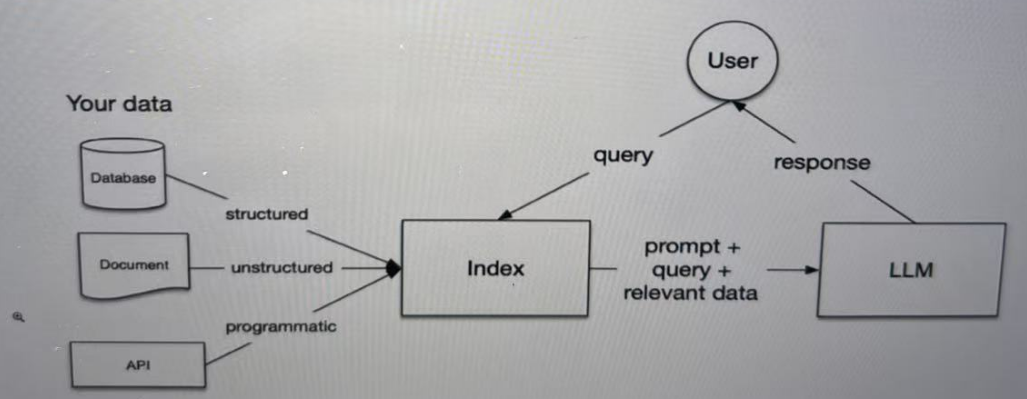 User
Your data
Database
query
response
structured
Document
unstructured
Index
prompt +
query +
relevant data
LLM
programmatic
API